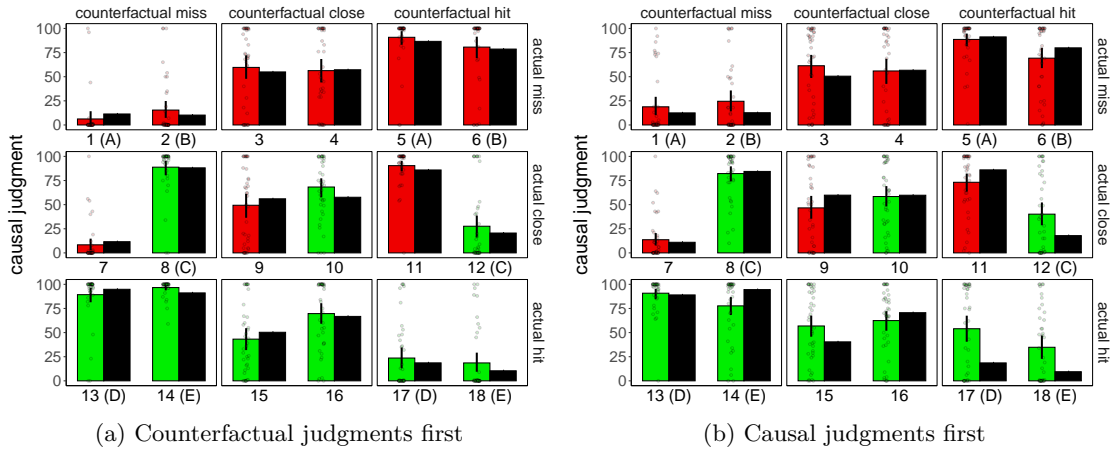 counterfactual miss counterfactual close counterfactual hit
100
75
50
25
0
1 (A) 2 (B) 3 4 5 (A) 6 (B)
actual miss
100
75
50
25
0
7 8 (C) 9 10 11 12 (C)
actual close
100
75
50
25
0
13 (D) 14 (E) 15 16 17 (D) 18 (E)
actual hit
causal judgment
(a) Counterfactual judgments first
counterfactual miss counterfactual close counterfactual hit
100
75
50
25
0
1 (A) 2 (B) 3 4 5 (A) 6 (B)
actual miss
100
75
50
25
0
7 8 (C) 9 10 11 12 (C)
actual close
100
75
50
25
0
13 (D) 14 (E) 15 16 17 (D) 18 (E)
actual hit
causal judgment
(b) Causal judgments first